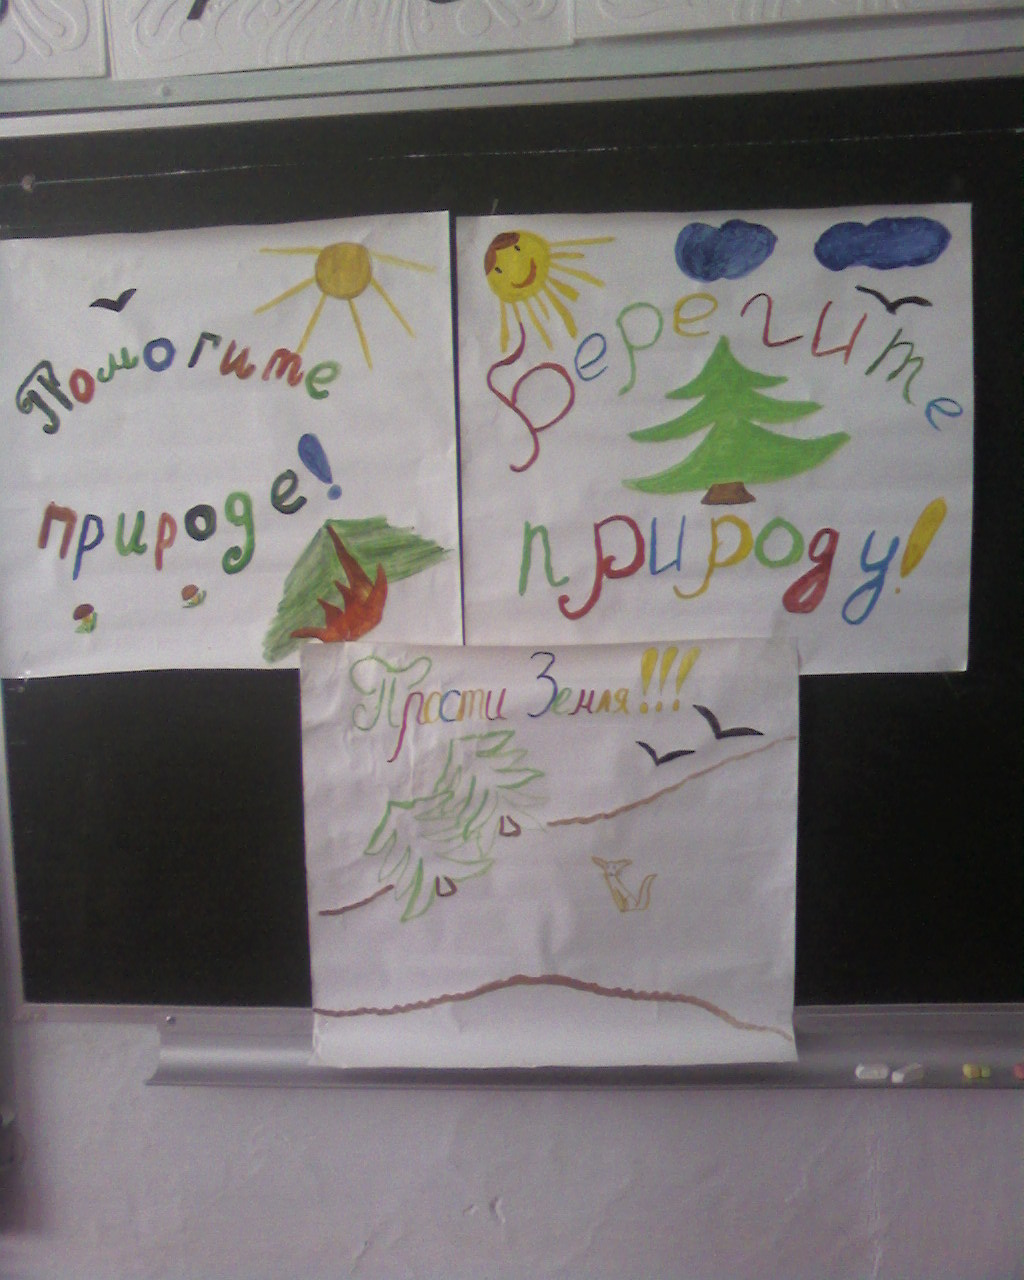 Помогите
природе!
Берегите
природу!
Прости Земля!!!